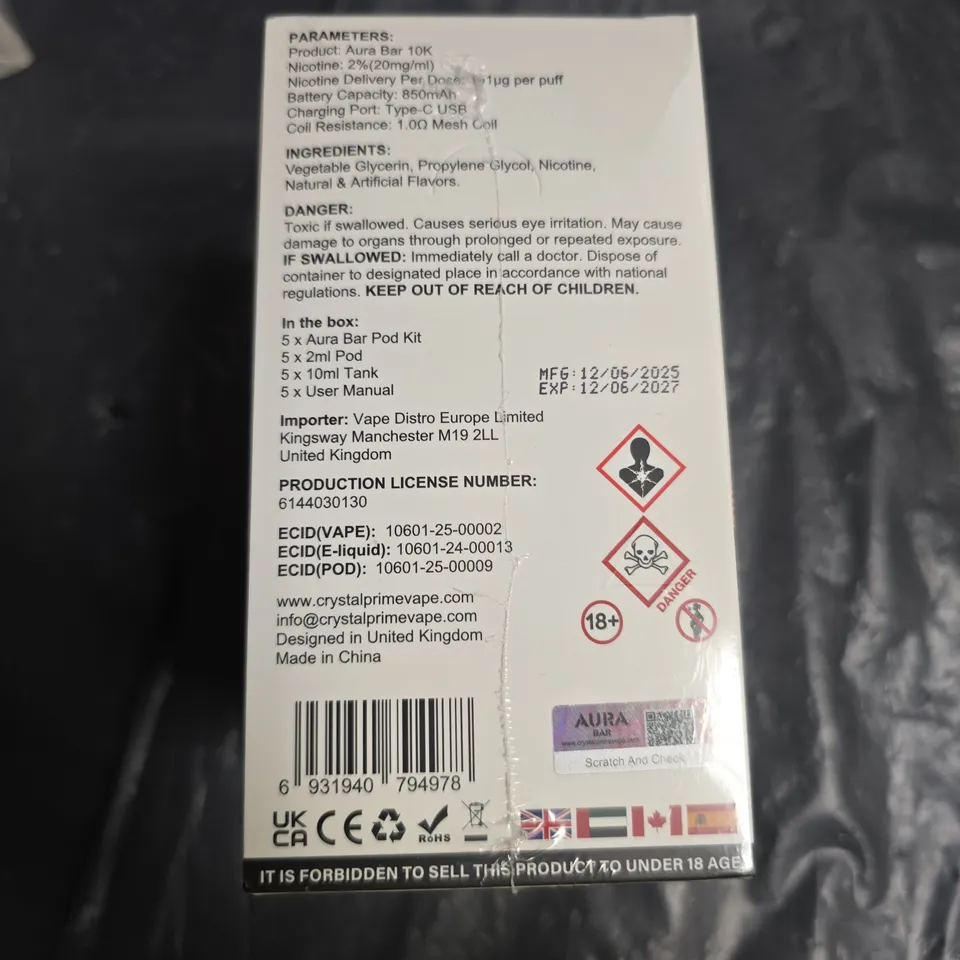 PARAMETERS:
Product: Aura Bar 10K
Nicotine: 2%(20mg/ml)
Nicotine Delivery Per Dose: 1µg per puff
Battery Capacity: 850mAh
Charging Port: Type-C USB
Coil Resistance: 1.0Ω Mesh Coil
INGREDIENTS:
Vegetable Glycerin, Propylene Glycol, Nicotine,
Natural & Artificial Flavors.
DANGER:
Toxic if swallowed. Causes serious eye irritation. May cause
damage to organs through prolonged or repeated exposure.
IF SWALLOWED: Immediately call a doctor. Dispose of
container to designated place in accordance with national
regulations. KEEP OUT OF REACH OF CHILDREN.
In the box:
5 x Aura Bar Pod Kit
5 x 2ml Pod
5 x 10ml Tank
5 x User Manual
MFG:12/06/2025
EXP:12/06/2027
Importer: Vape Distro Europe Limited
Kingsway Manchester M19 2LL
United Kingdom
PRODUCTION LICENSE NUMBER:
6144030130
ECID(VAPE): 10601-25-00002
ECID(E-liquid): 10601-24-00013
ECID(POD): 10601-25-00009
DANGER
18+
www.crystalprimevape.com
info@crystalprimevape.com
Designed in United Kingdom
Made in China
AURA
BAR
www.crystalprimevape.com
Scratch And Check
6 931940 794978
UK
CA CE RoHS
IT IS FORBIDDEN TO SELL THIS PRODUCT TO UNDER 18 AGE